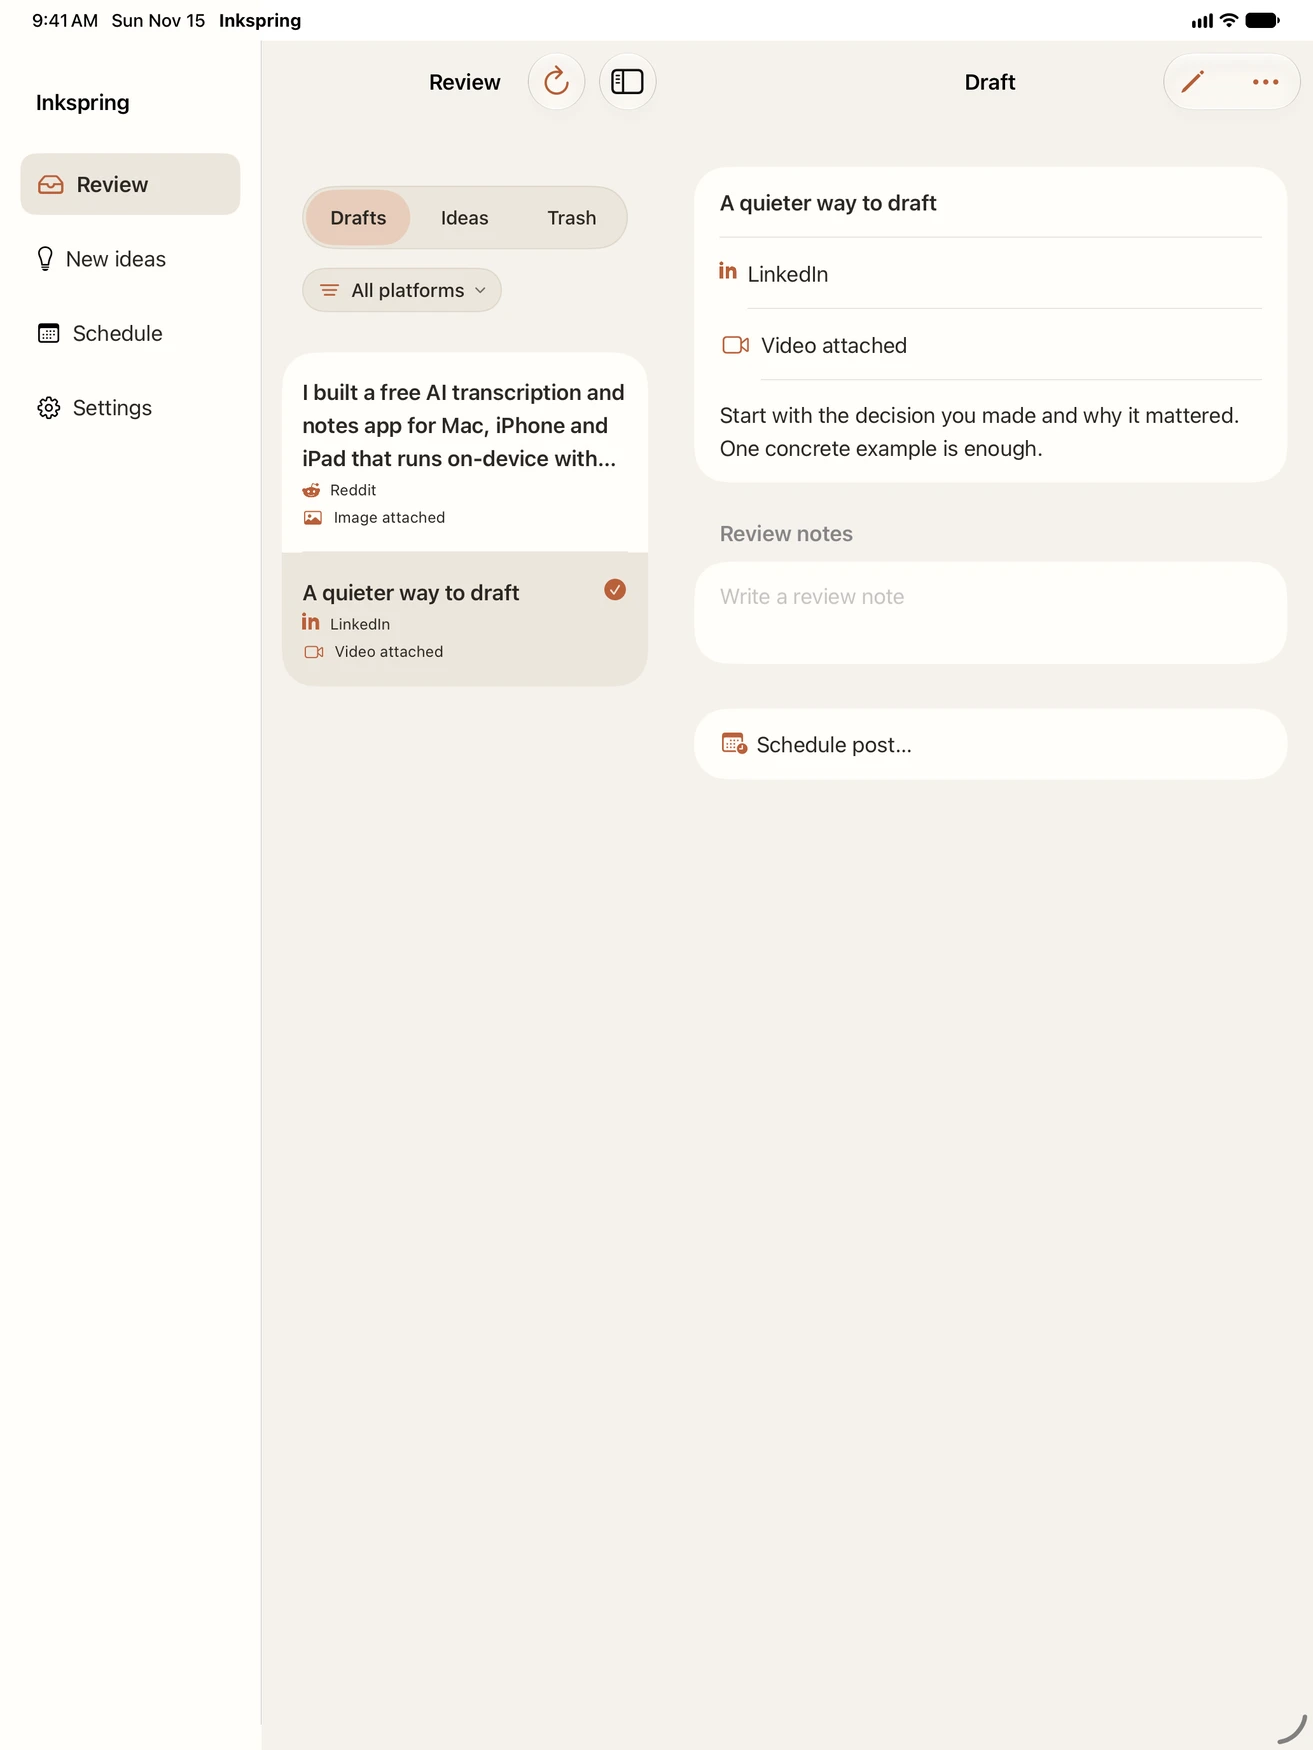 9:41 AM Sun Nov 15 Inkspring
Inkspring
Review
New ideas
Schedule
Settings
Review
Drafts Ideas Trash
All platforms
I built a free AI transcription and
notes app for Mac, iPhone and
iPad that runs on-device with...
Reddit
Image attached
A quieter way to draft
in LinkedIn
Video attached
Draft
A quieter way to draft
in LinkedIn
Video attached
Start with the decision you made and why it mattered.
One concrete example is enough.
Review notes
Write a review note
Schedule post...